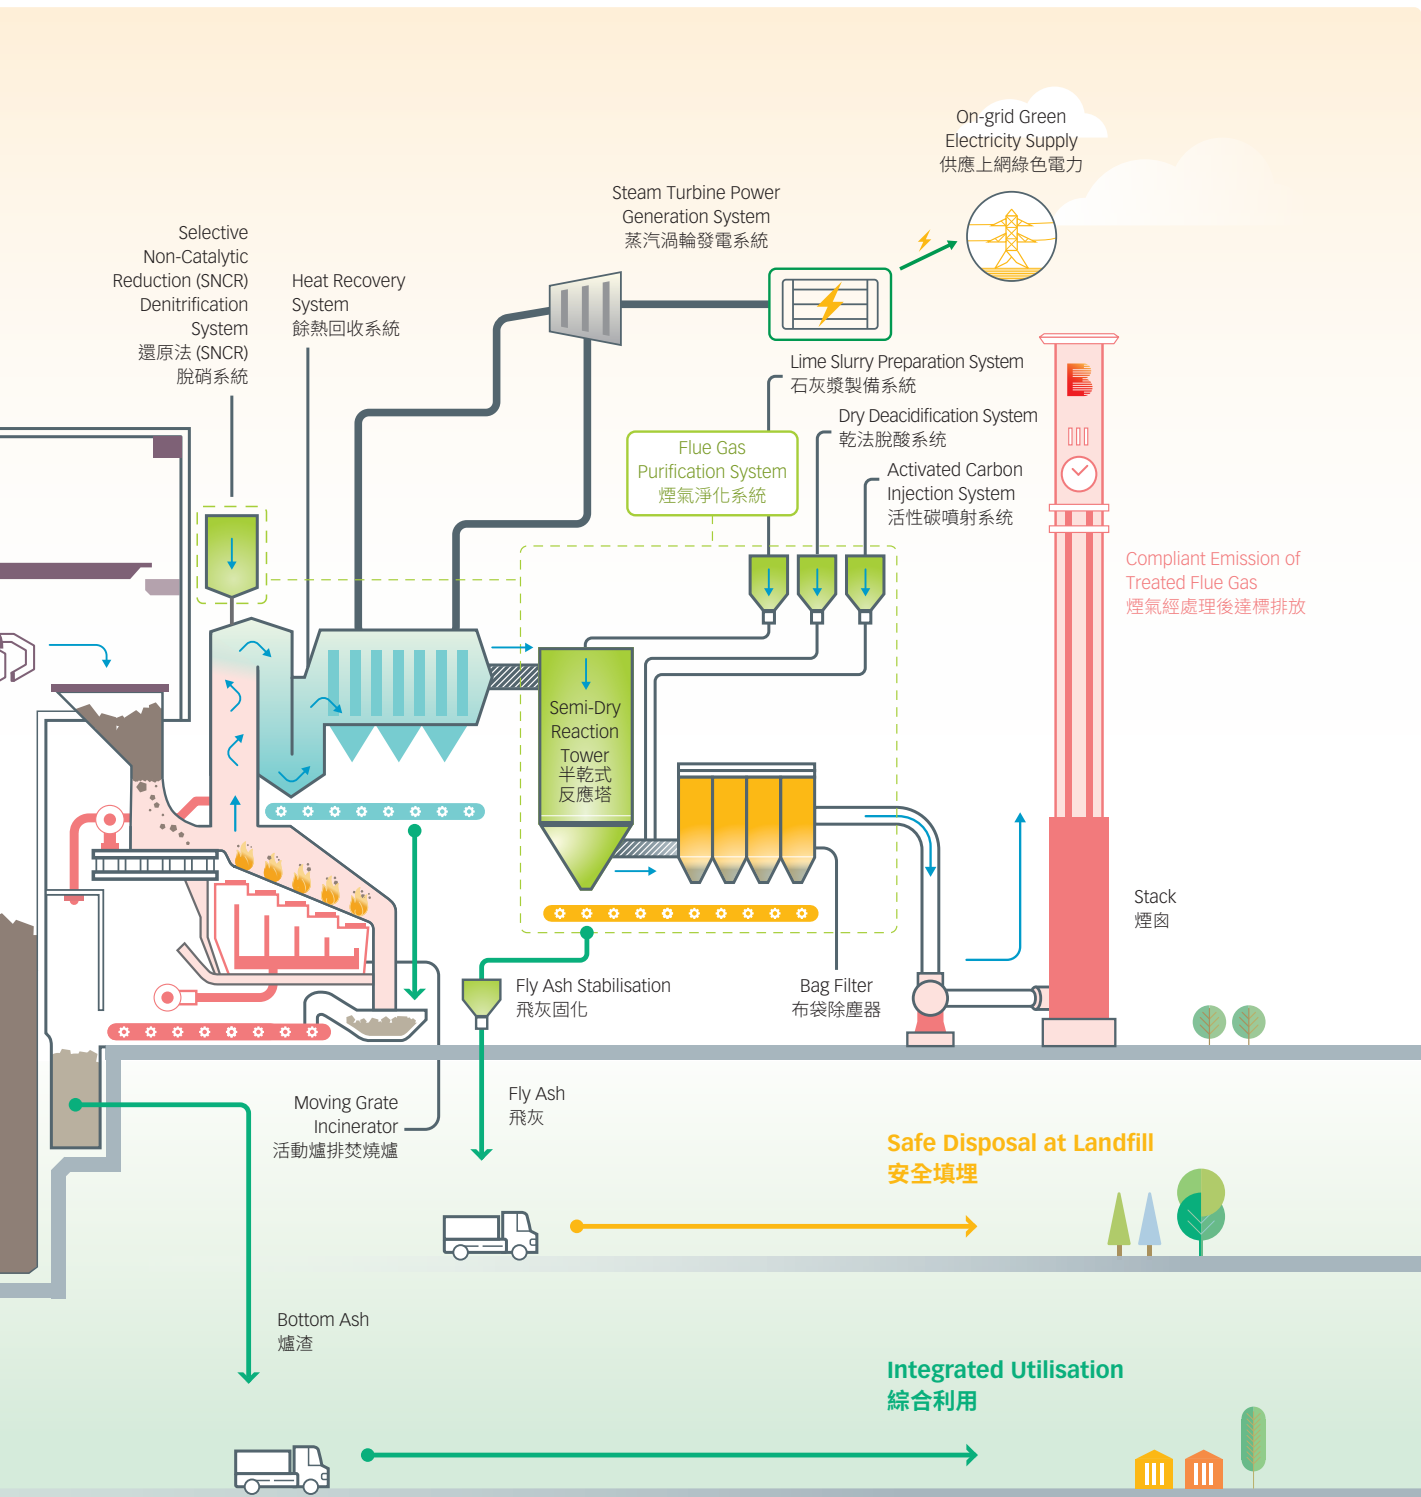 On-grid Green
Electricity Supply
供應上網綠色電力
Steam Turbine Power
Generation System
蒸汽渦輪發電系統
Selective
Non-Catalytic
Reduction (SNCR)
Denitrification
System
還原法 (SNCR)
脫硝系統
Heat Recovery
System
餘熱回收系統
Lime Slurry Preparation System
石灰漿製備系統
Dry Deacidification System
乾法脫酸系統
Flue Gas
Purification System
煙氣淨化系統
Activated Carbon
Injection System
活性碳噴射系統
Compliant Emission of
Treated Flue Gas
煙氣經處理後達標排放
Semi-Dry
Reaction
Tower
半乾式
反應塔
Stack
煙囪
Fly Ash Stabilisation
飛灰固化
Bag Filter
布袋除塵器
Moving Grate
Incinerator
活動爐排焚燒爐
Fly Ash
飛灰
Safe Disposal at Landfill
安全填埋
Bottom Ash
爐渣
Integrated Utilisation
綜合利用